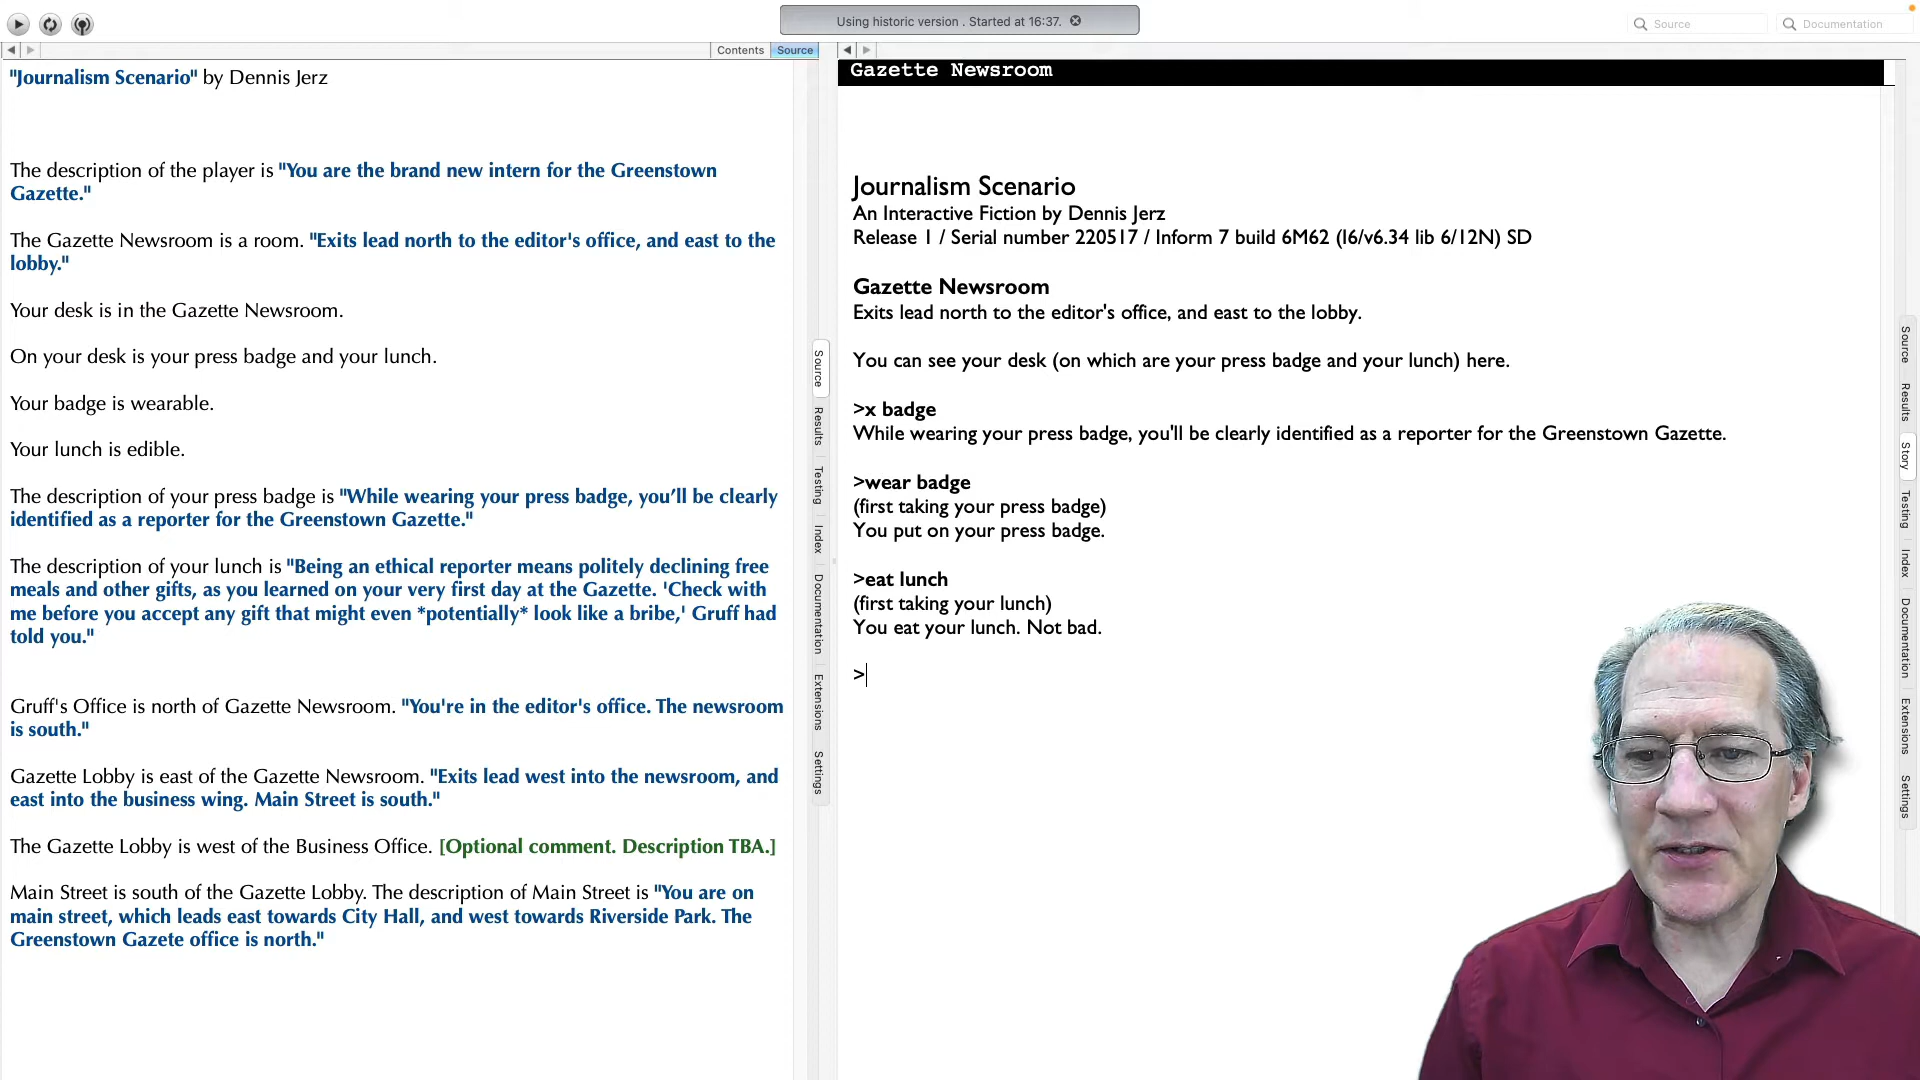 Using historic version . Started at 16:37.
Source
Documentation
Contents
Source
"Journalism Scenario" by Dennis Jerz
The description of the player is "You are the brand new intern for the Greenstown
Gazette."
The Gazette Newsroom is a room. "Exits lead north to the editor's office, and east to the
lobby."
Your desk is in the Gazette Newsroom.
On your desk is your press badge and your lunch.
Your badge is wearable.
Your lunch is edible.
The description of your press badge is "While wearing your press badge, you’ll be clearly
identified as a reporter for the Greenstown Gazette."
The description of your lunch is "Being an ethical reporter means politely declining free
meals and other gifts, as you learned on your very first day at the Gazette. 'Check with
me before you accept any gift that might even *potentially* look like a bribe,' Gruff had
told you."
Gruff's Office is north of Gazette Newsroom. "You're in the editor's office. The newsroom
is south."
Gazette Lobby is east of the Gazette Newsroom. "Exits lead west into the newsroom, and
east into the business wing. Main Street is south."
The Gazette Lobby is west of the Business Office. [Optional comment. Description TBA.]
Main Street is south of the Gazette Lobby. The description of Main Street is "You are on
main street, which leads east towards City Hall, and west towards Riverside Park. The
Greenstown Gazete office is north."
Source
Results
Testing
Index
Documentation
Extensions
Settings
Gazette Newsroom
Journalism Scenario
An Interactive Fiction by Dennis Jerz
Release 1 / Serial number 220517 / Inform 7 build 6M62 (I6/v6.34 lib 6/12N) SD
Gazette Newsroom
Exits lead north to the editor's office, and east to the lobby.
You can see your desk (on which are your press badge and your lunch) here.
>x badge
While wearing your press badge, you'll be clearly identified as a reporter for the Greenstown Gazette.
>wear badge
(first taking your press badge)
You put on your press badge.
>eat lunch
(first taking your lunch)
You eat your lunch. Not bad.
>
Source
Results
Story
Testing
Index
Documentation
Extensions
Settings